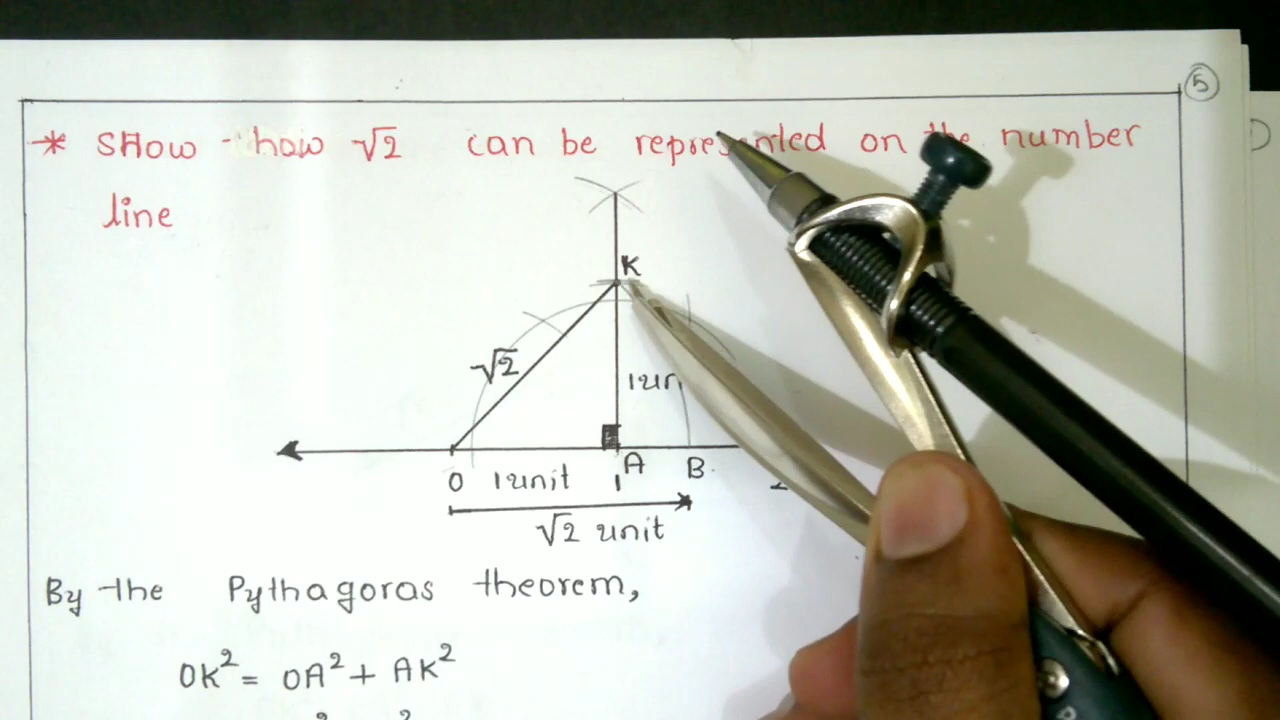 5
* SHow how √2 can be represented on the number
line
K
√2
1un
0 1unit 1 A B
√2 unit
By the Pythagoras theorem,
OK² = OA² + AK²